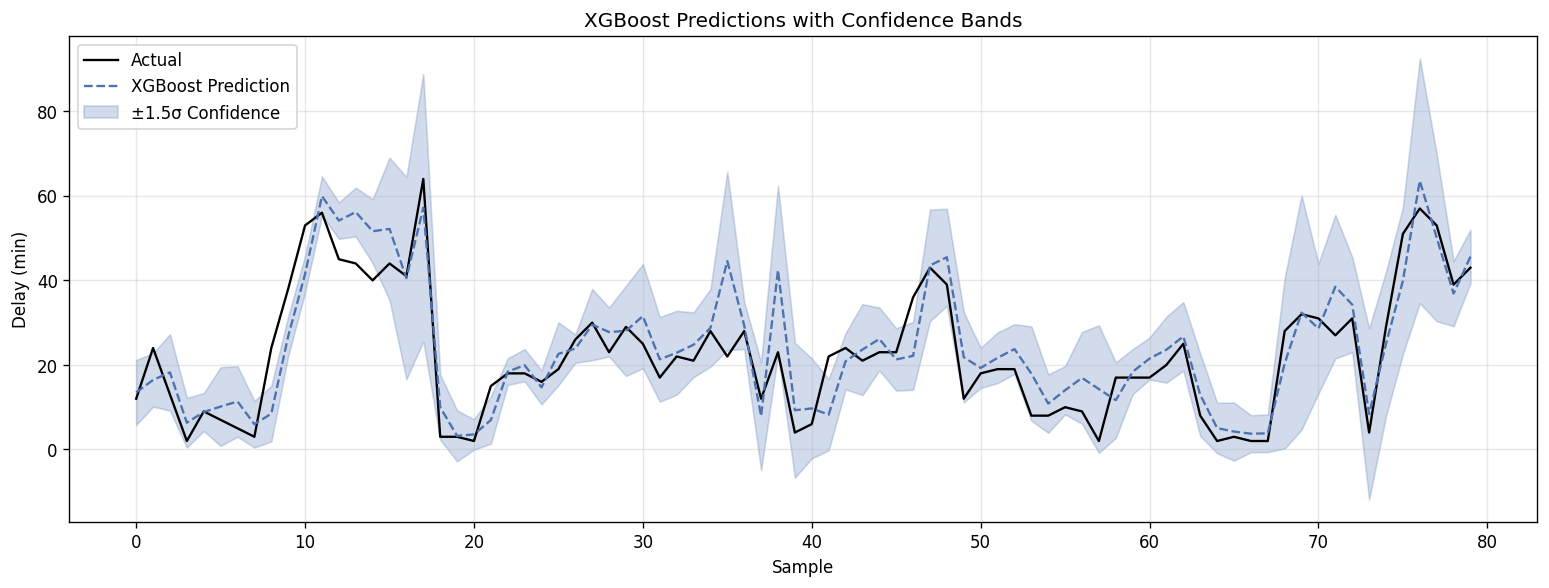 XGBoost Predictions with Confidence Bands
Actual
XGBoost Prediction
±1.5σ Confidence
Delay (min)
80
60
40
20
0
0 10 20 30 40 50 60 70 80
Sample